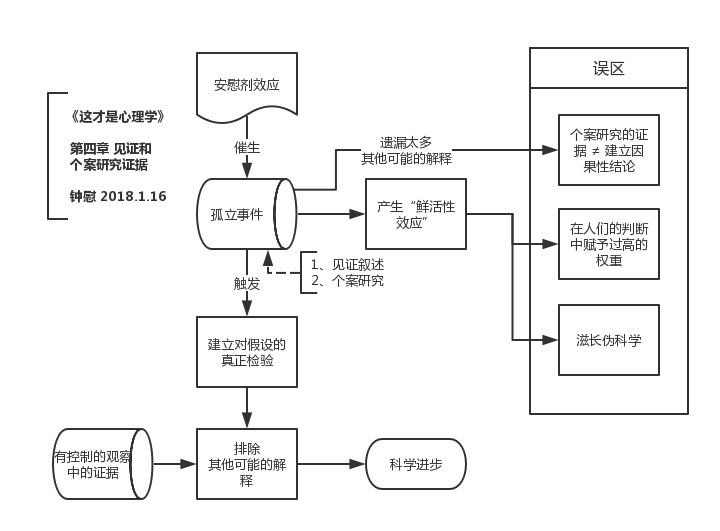 《这才是心理学》
第四章 见证和
个案研究证据
钟慰 2018.1.16
安慰剂效应
催生
孤立事件
遗漏太多
其他可能的解释
产生“鲜活性
效应”
1、见证叙述
2、个案研究
触发
建立对假设的
真正检验
有控制的观察
中的证据
排除
其他可能的解
释
科学进步
误区
个案研究的证
据 ≠ 建立因
果性结论
在人们的判断
中赋予过高的
权重
滋长伪科学